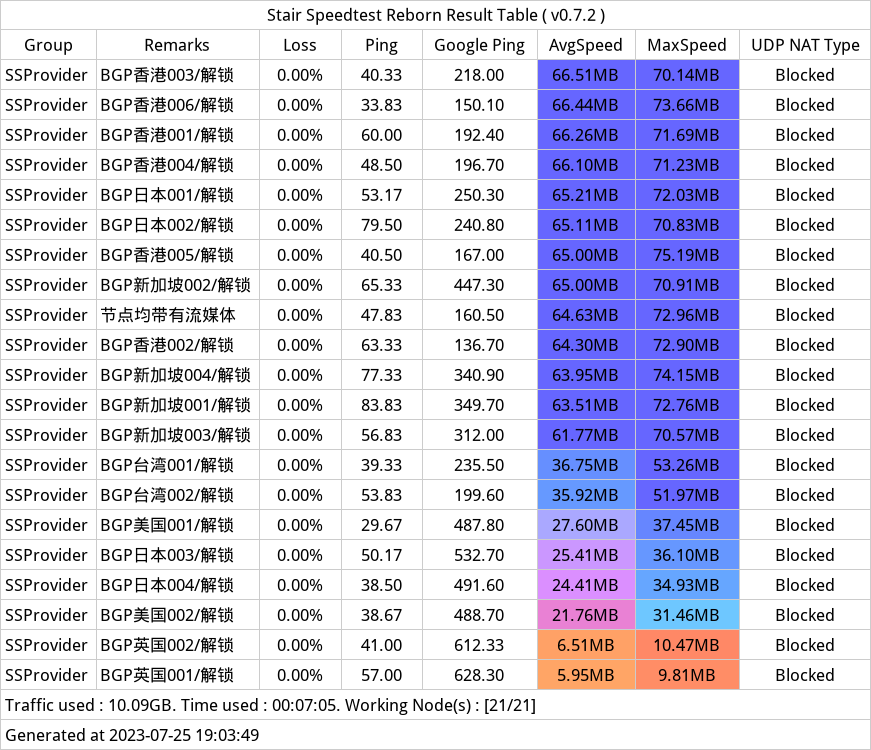 Stair Speedtest Reborn Result Table ( v0.7.2 )
Group Remarks Loss Ping Google Ping AvgSpeed MaxSpeed UDP NAT Type
SSProvider BGP香港003/解锁 0.00% 40.33 218.00 66.51MB 70.14MB Blocked
SSProvider BGP香港006/解锁 0.00% 33.83 150.10 66.44MB 73.66MB Blocked
SSProvider BGP香港001/解锁 0.00% 60.00 192.40 66.26MB 71.69MB Blocked
SSProvider BGP香港004/解锁 0.00% 48.50 196.70 66.10MB 71.23MB Blocked
SSProvider BGP日本001/解锁 0.00% 53.17 250.30 65.21MB 72.03MB Blocked
SSProvider BGP日本002/解锁 0.00% 79.50 240.80 65.11MB 70.83MB Blocked
SSProvider BGP香港005/解锁 0.00% 40.50 167.00 65.00MB 75.19MB Blocked
SSProvider BGP新加坡002/解锁 0.00% 65.33 447.30 65.00MB 70.91MB Blocked
SSProvider 节点均带有流媒体 0.00% 47.83 160.50 64.63MB 72.96MB Blocked
SSProvider BGP香港002/解锁 0.00% 63.33 136.70 64.30MB 72.90MB Blocked
SSProvider BGP新加坡004/解锁 0.00% 77.33 340.90 63.95MB 74.15MB Blocked
SSProvider BGP新加坡001/解锁 0.00% 83.83 349.70 63.51MB 72.76MB Blocked
SSProvider BGP新加坡003/解锁 0.00% 56.83 312.00 61.77MB 70.57MB Blocked
SSProvider BGP台湾001/解锁 0.00% 39.33 235.50 36.75MB 53.26MB Blocked
SSProvider BGP台湾002/解锁 0.00% 53.83 199.60 35.92MB 51.97MB Blocked
SSProvider BGP美国001/解锁 0.00% 29.67 487.80 27.60MB 37.45MB Blocked
SSProvider BGP日本003/解锁 0.00% 50.17 532.70 25.41MB 36.10MB Blocked
SSProvider BGP日本004/解锁 0.00% 38.50 491.60 24.41MB 34.93MB Blocked
SSProvider BGP美国002/解锁 0.00% 38.67 488.70 21.76MB 31.46MB Blocked
SSProvider BGP英国002/解锁 0.00% 41.00 612.33 6.51MB 10.47MB Blocked
SSProvider BGP英国001/解锁 0.00% 57.00 628.30 5.95MB 9.81MB Blocked
Traffic used : 10.09GB. Time used : 00:07:05. Working Node(s) : [21/21]
Generated at 2023-07-25 19:03:49